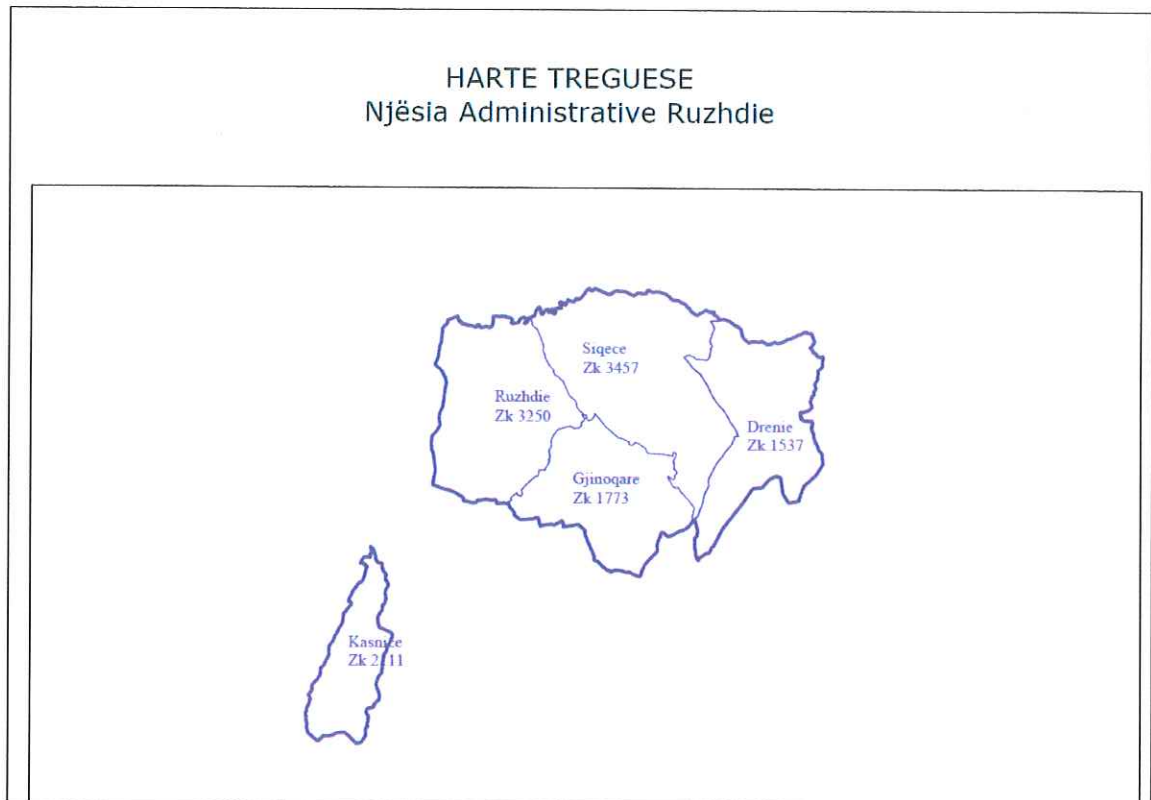 HARTE TREGUESE
Njësia Administrative Ruzhdie
Siqece
Zk 3457
Ruzhdie
Zk 3250
Drenie
Zk 1537
Gjinoqare
Zk 1773
Zk